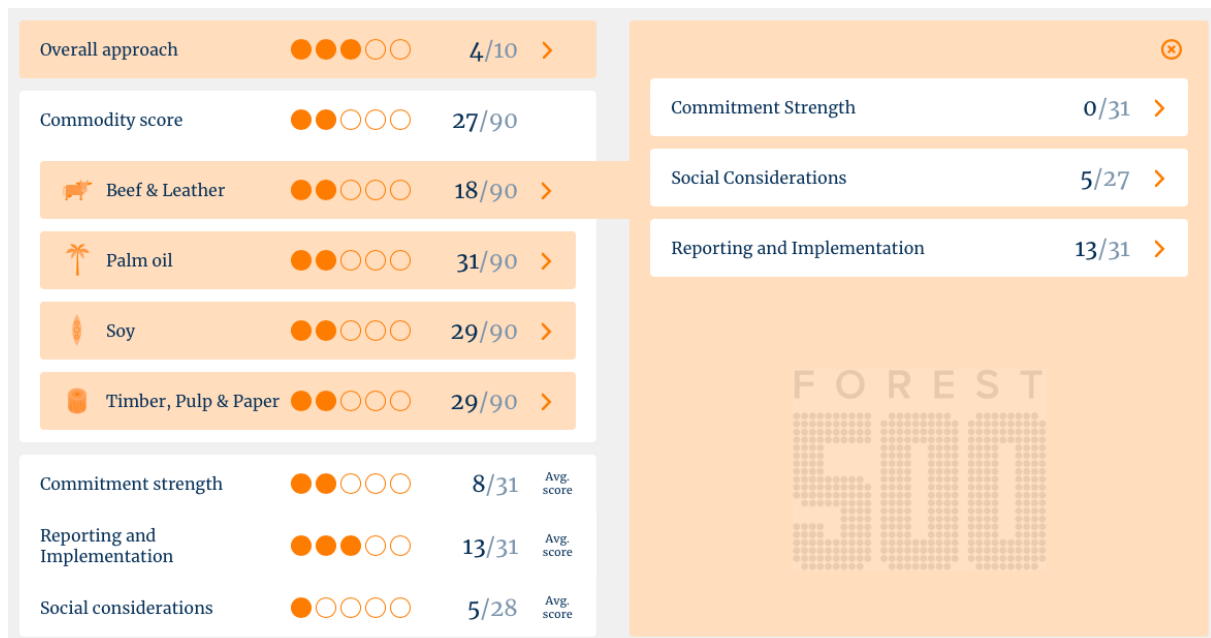 Overall approach 4/10
Commodity score 27/90
Beef & Leather 18/90
Palm oil 31/90
Soy 29/90
Timber, Pulp & Paper 29/90
Commitment strength 8/31 Avg. score
Reporting and
Implementation 13/31 Avg. score
Social considerations 5/28 Avg. score
Commitment Strength 0/31
Social Considerations 5/27
Reporting and Implementation 13/31
FOREST
500